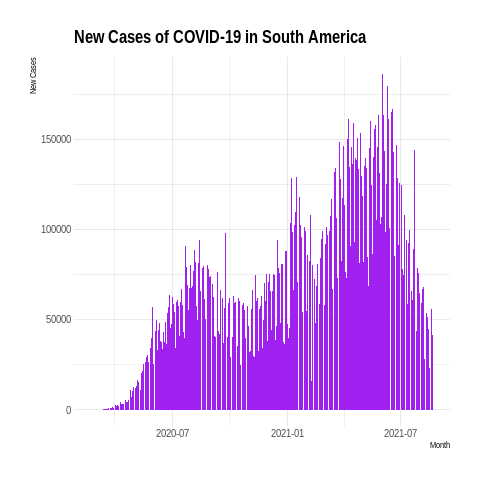 New Cases of COVID-19 in South America
New Cases
150000
100000
50000
0
2020-07
2021-01
2021-07
Month